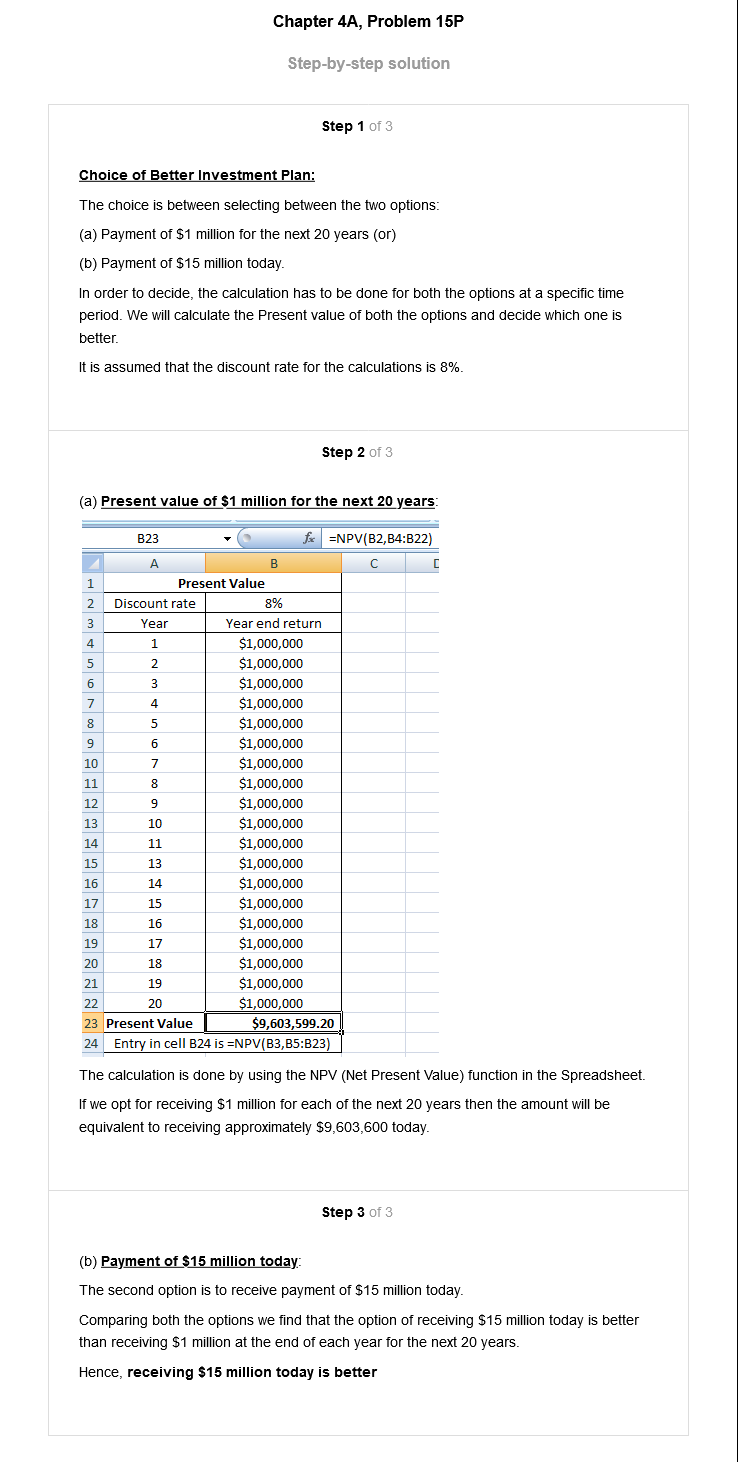 Chapter 4A, Problem 15P
Step-by-step solution
Step 1 of 3
Choice of Better Investment Plan:
The choice is between selecting between the two options:
(a) Payment of $1 million for the next 20 years (or)
(b) Payment of $15 million today.
In order to decide, the calculation has to be done for both the options at a specific time
period. We will calculate the Present value of both the options and decide which one is
better.
It is assumed that the discount rate for the calculations is 8%.
Step 2 of 3
(a) Present value of $1 million for the next 20 years:
B23 fx =NPV(B2,B4:B22)
A B C D
1 Present Value
2 Discount rate 8%
3 Year Year end return
4 1 $1,000,000
5 2 $1,000,000
6 3 $1,000,000
7 4 $1,000,000
8 5 $1,000,000
9 6 $1,000,000
10 7 $1,000,000
11 8 $1,000,000
12 9 $1,000,000
13 10 $1,000,000
14 11 $1,000,000
15 13 $1,000,000
16 14 $1,000,000
17 15 $1,000,000
18 16 $1,000,000
19 17 $1,000,000
20 18 $1,000,000
21 19 $1,000,000
22 20 $1,000,000
23 Present Value $9,603,599.20
24 Entry in cell B24 is =NPV(B3,B5:B23)
The calculation is done by using the NPV (Net Present Value) function in the Spreadsheet.
If we opt for receiving $1 million for each of the next 20 years then the amount will be
equivalent to receiving approximately $9,603,600 today.
Step 3 of 3
(b) Payment of $15 million today:
The second option is to receive payment of $15 million today.
Comparing both the options we find that the option of receiving $15 million today is better
than receiving $1 million at the end of each year for the next 20 years.
Hence, receiving $15 million today is better